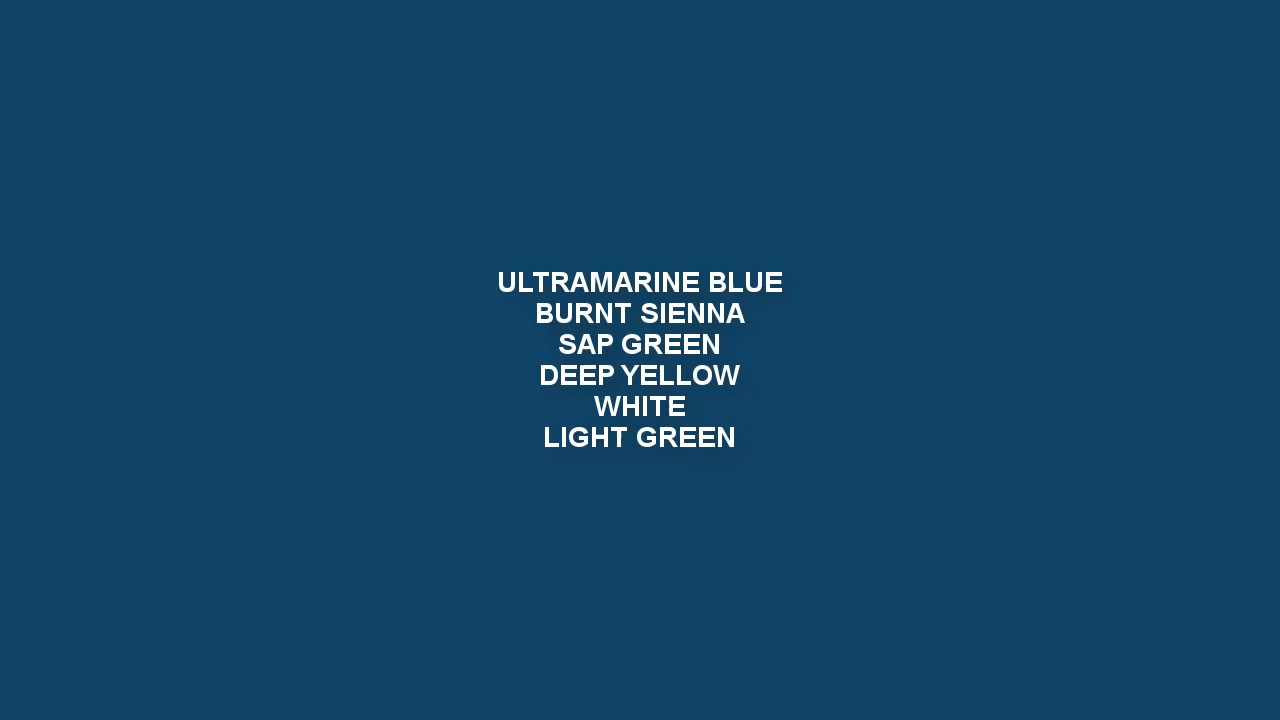 ULTRAMARINE BLUE
BURNT SIENNA
SAP GREEN
DEEP YELLOW
WHITE
LIGHT GREEN